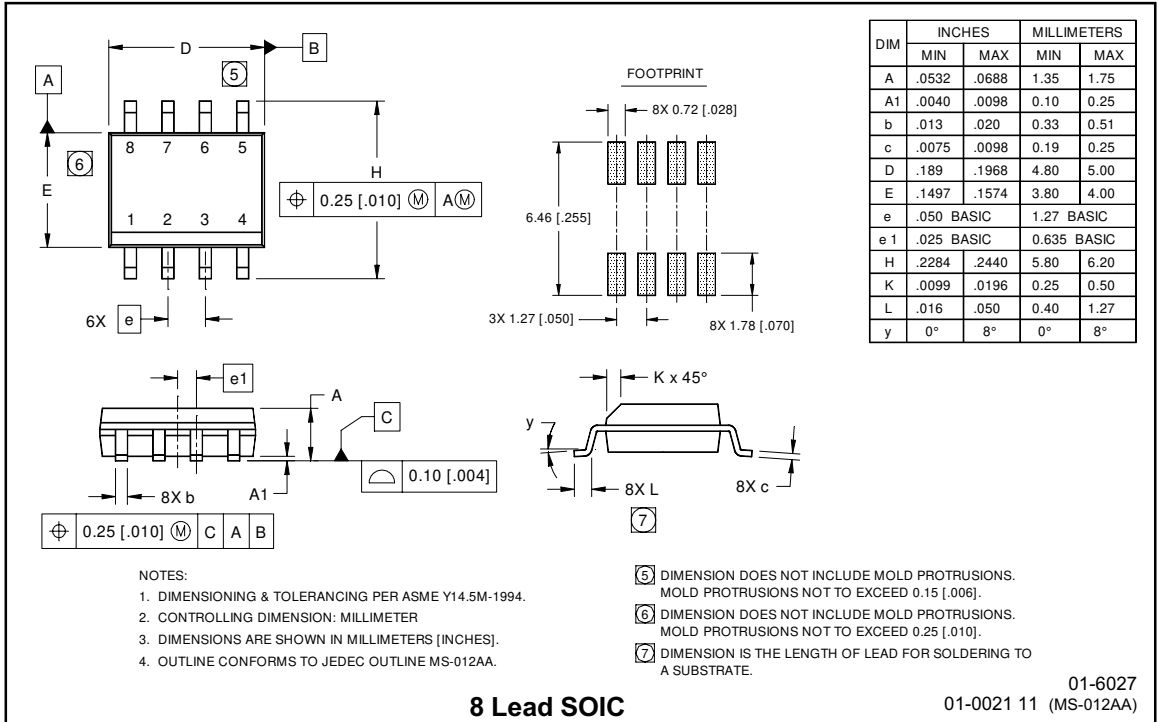 D
B
5
A
8 7 6 5
6
E
H
0.25 [.010] M A M
1 2 3 4
6X e
FOOTPRINT
8X 0.72 [.028]
6.46 [.255]
3X 1.27 [.050]
8X 1.78 [.070]
DIM INCHES MILLIMETERS
MIN MAX MIN MAX
A .0532 .0688 1.35 1.75
A1 .0040 .0098 0.10 0.25
b .013 .020 0.33 0.51
c .0075 .0098 0.19 0.25
D .189 .1968 4.80 5.00
E .1497 .1574 3.80 4.00
e .050 BASIC 1.27 BASIC
e 1 .025 BASIC 0.635 BASIC
H .2284 .2440 5.80 6.20
K .0099 .0196 0.25 0.50
L .016 .050 0.40 1.27
y 0° 8° 0° 8°
e1
A
C
0.10 [.004]
8X b
A1
0.25 [.010] M C A B
K x 45°
y
8X L
8X c
7
NOTES:
1. DIMENSIONING & TOLERANCING PER ASME Y14.5M-1994.
2. CONTROLLING DIMENSION: MILLIMETER
3. DIMENSIONS ARE SHOWN IN MILLIMETERS [INCHES].
4. OUTLINE CONFORMS TO JEDEC OUTLINE MS-012AA.
5 DIMENSION DOES NOT INCLUDE MOLD PROTRUSIONS.
MOLD PROTRUSIONS NOT TO EXCEED 0.15 [.006].
6 DIMENSION DOES NOT INCLUDE MOLD PROTRUSIONS.
MOLD PROTRUSIONS NOT TO EXCEED 0.25 [.010].
7 DIMENSION IS THE LENGTH OF LEAD FOR SOLDERING TO
A SUBSTRATE.
8 Lead SOIC
01-6027
01-0021 11 (MS-012AA)